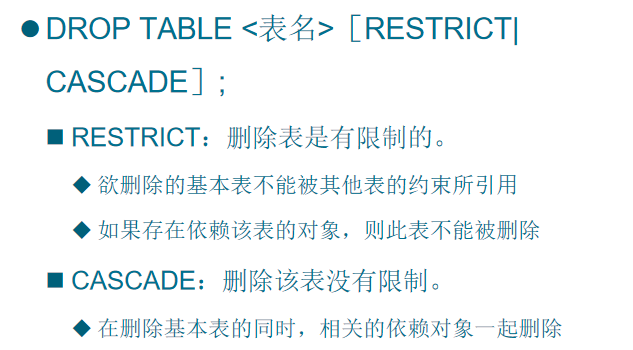 ●DROP TABLE <表名>［RESTRICT|
CASCADE］;
■ RESTRICT：删除表是有限制的。
◆ 欲删除的基本表不能被其他表的约束所引用
◆ 如果存在依赖该表的对象，则此表不能被删除
■ CASCADE：删除该表没有限制。
◆ 在删除基本表的同时，相关的依赖对象一起删除